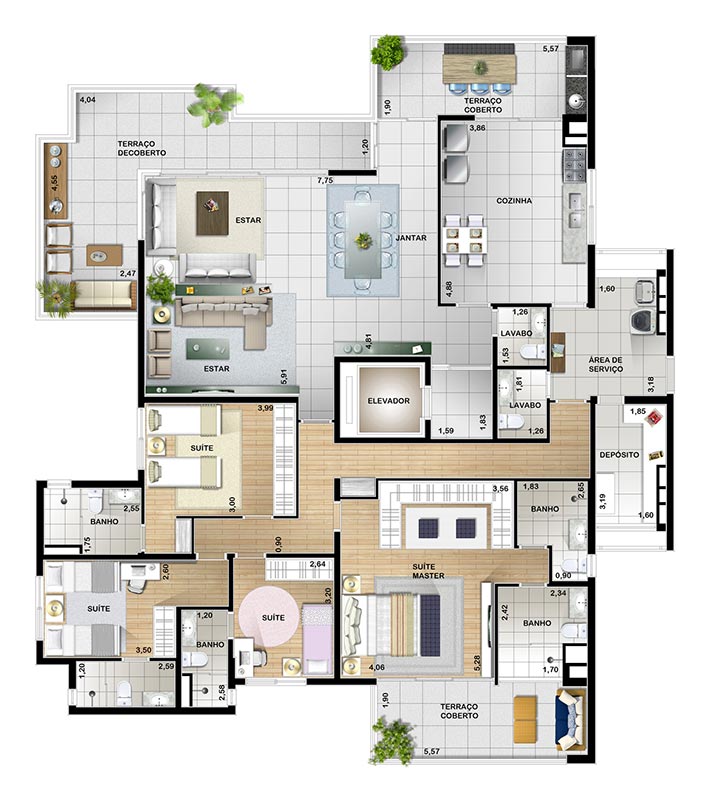 5,57
4,04
1,90
TERRAÇO
COBERTO
3,86
TERRAÇO
DECOBERTO
1,20
7,75
4,55
COZINHA
ESTAR
JANTAR
2,47
4,88
1,60
1,26
LAVABO
1,53
4,81
ÁREA DE
SERVIÇO
ESTAR
5,91
3,18
1,81
ELEVADOR
LAVABO
1,59
1,83
1,26
3,99
1,85
SUÍTE
DEPÓSITO
3,00
3,56
1,83
2,65
2,55
BANHO
BANHO
3,19
1,60
1,75
0,90
2,60
2,64
SUÍTE
MASTER
0,90
SUÍTE
1,20
SUÍTE
3,20
2,34
2,42
BANHO
BANHO
3,50
1,20
2,59
2,58
4,06
5,28
1,70
1,90
TERRAÇO
COBERTO
5,57